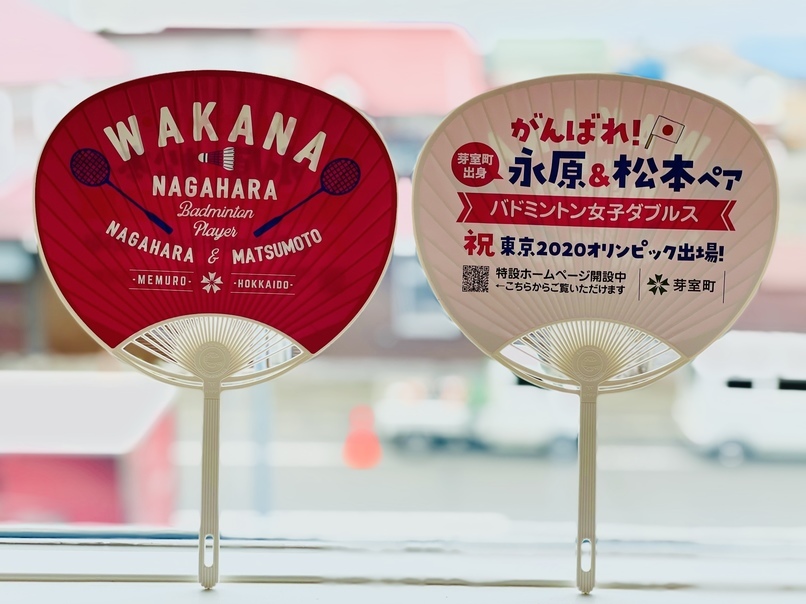 WAKANA
NAGAHARA
Badminton
Player
NAGAHARA & MATSUMOTO
-MEMURO- -HOKKAIDO-
がんばれ!
芽室町
出身
永原&松本ペア
バドミントン女子ダブルス
祝 東京2020オリンピック出場!
特設ホームページ開設中
←こちらからご覧いただけます
芽室町